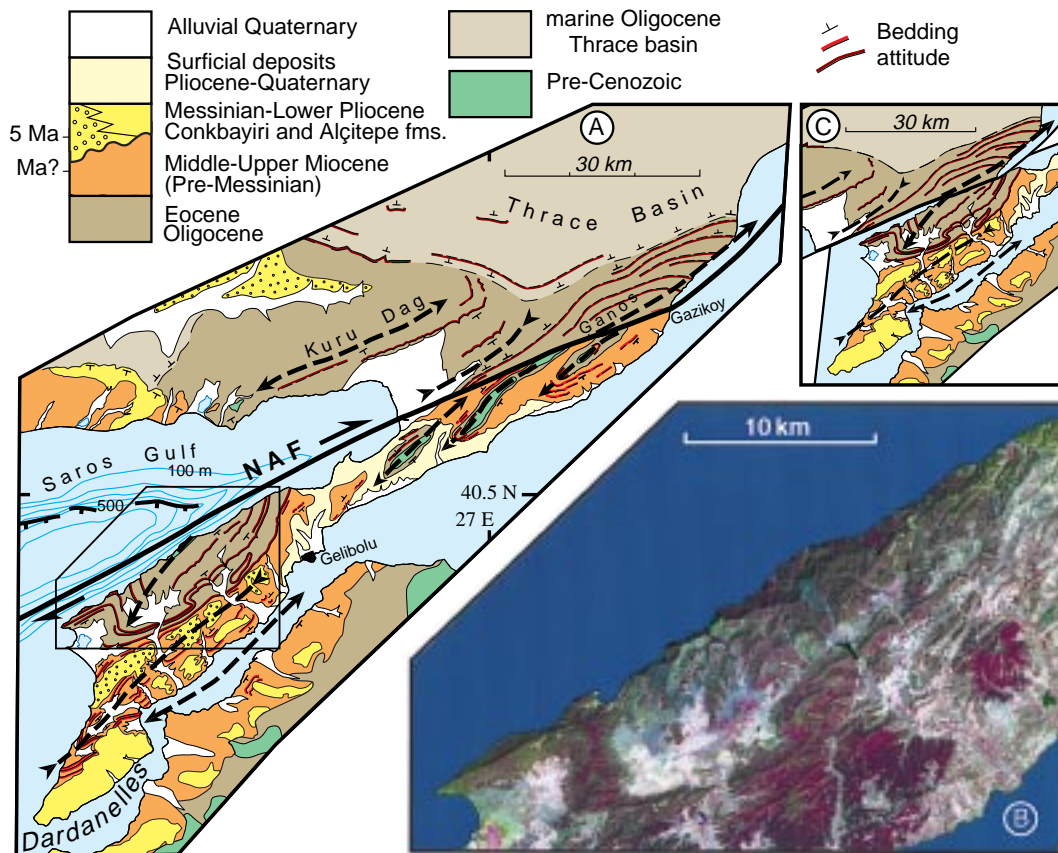 Alluvial Quaternary
Surficial deposits
Pliocene-Quaternary
Messinian-Lower Pliocene
Conkbayiri and Alçitepe fms.
5 Ma
Ma?
Middle-Upper Miocene
(Pre-Messinian)
Eocene
Oligocene
marine Oligocene
Thrace basin
Pre-Cenozoic
Bedding
attitude
A
30 km
Thrace Basin
Kuru Dag
Ganos
Gazikoy
Saros Gulf
100 m
500
NAF
40.5 N
27 E
Gelibolu
Dardanelles
C
30 km
10 km
B